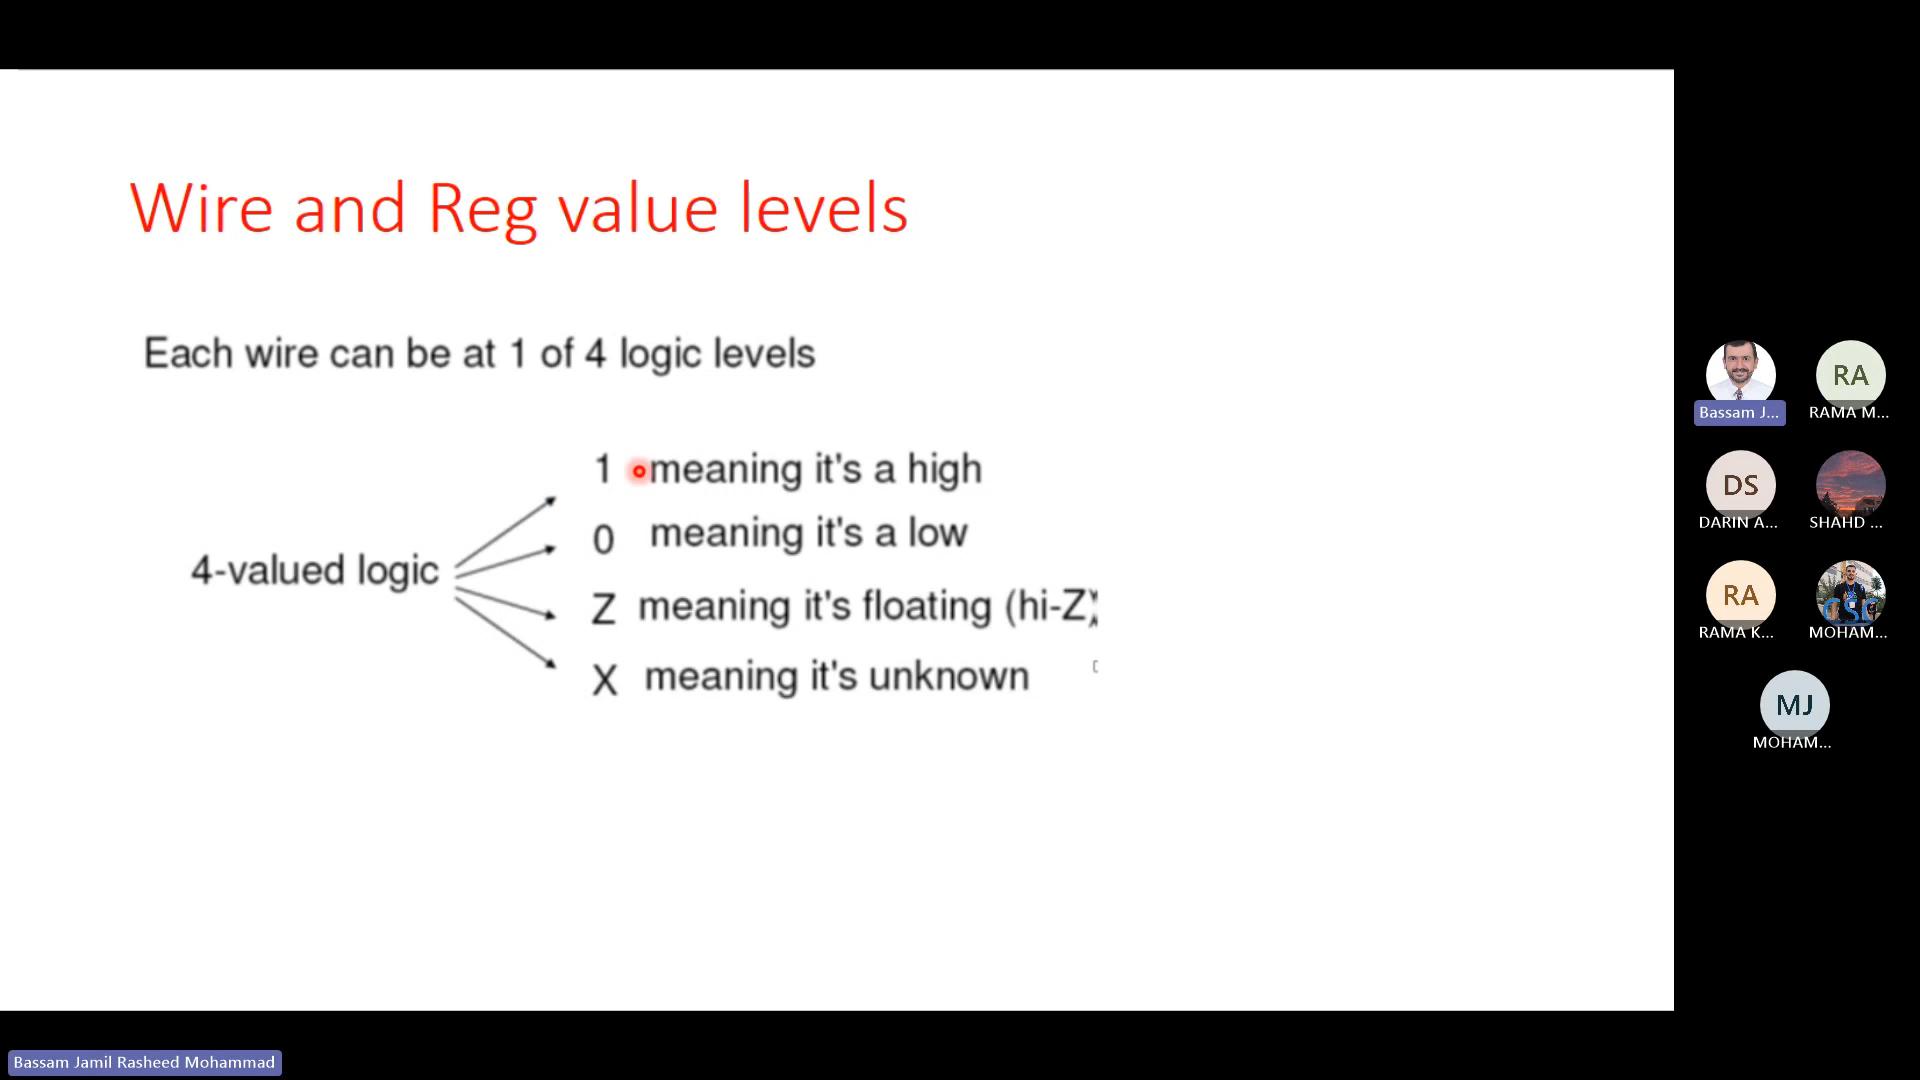 Wire and Reg value levels
Each wire can be at 1 of 4 logic levels
4-valued logic
1 meaning it's a high
0 meaning it's a low
Z meaning it's floating (hi-Z)
X meaning it's unknown
Bassam J...
RA
RAMA M...
DS
DARIN A...
SHAHD ...
RA
RAMA K...
CSC
MOHAM...
MJ
MOHAM...
Bassam Jamil Rasheed Mohammad